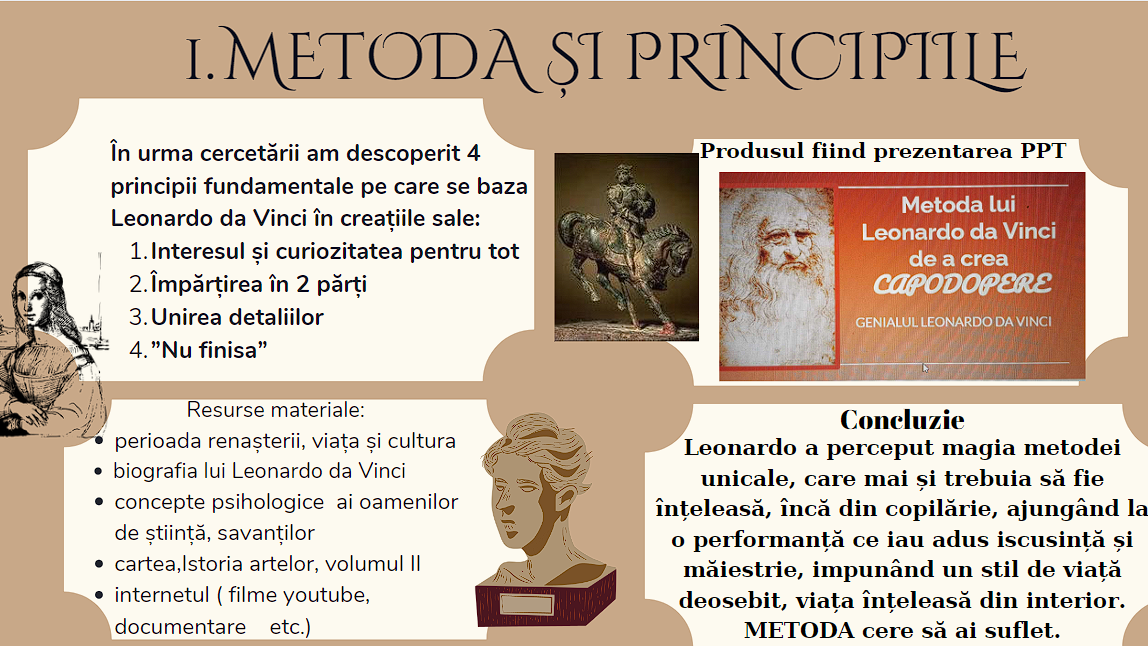 I. METODA ȘI PRINCIPIILE
În urma cercetării am descoperit 4
principii fundamentale pe care se baza
Leonardo da Vinci în creațiile sale:
1. Interesul și curiozitatea pentru tot
2. Împărțirea în 2 părți
3. Unirea detaliilor
4. ”Nu finisa”
Produsul fiind prezentarea PPT
Metoda lui
Leonardo da Vinci
de a crea
CAPODOPERE
GENIALUL LEONARDO DA VINCI
Resurse materiale:
• perioada renașterii, viața și cultura
• biografia lui Leonardo da Vinci
• concepte psihologice ai oamenilor
de știință, savanților
• cartea,Istoria artelor, volumul II
• internetul ( filme youtube,
documentare etc.)
Concluzie
Leonardo a perceput magia metodei
unicale, care mai și trebuia să fie
înțeleasă, încă din copilărie, ajungând la
o performanță ce iau adus iscusință și
măiestrie, impunând un stil de viață
deosebit, viața înțeleasă din interior.
METODA cere să ai suflet.